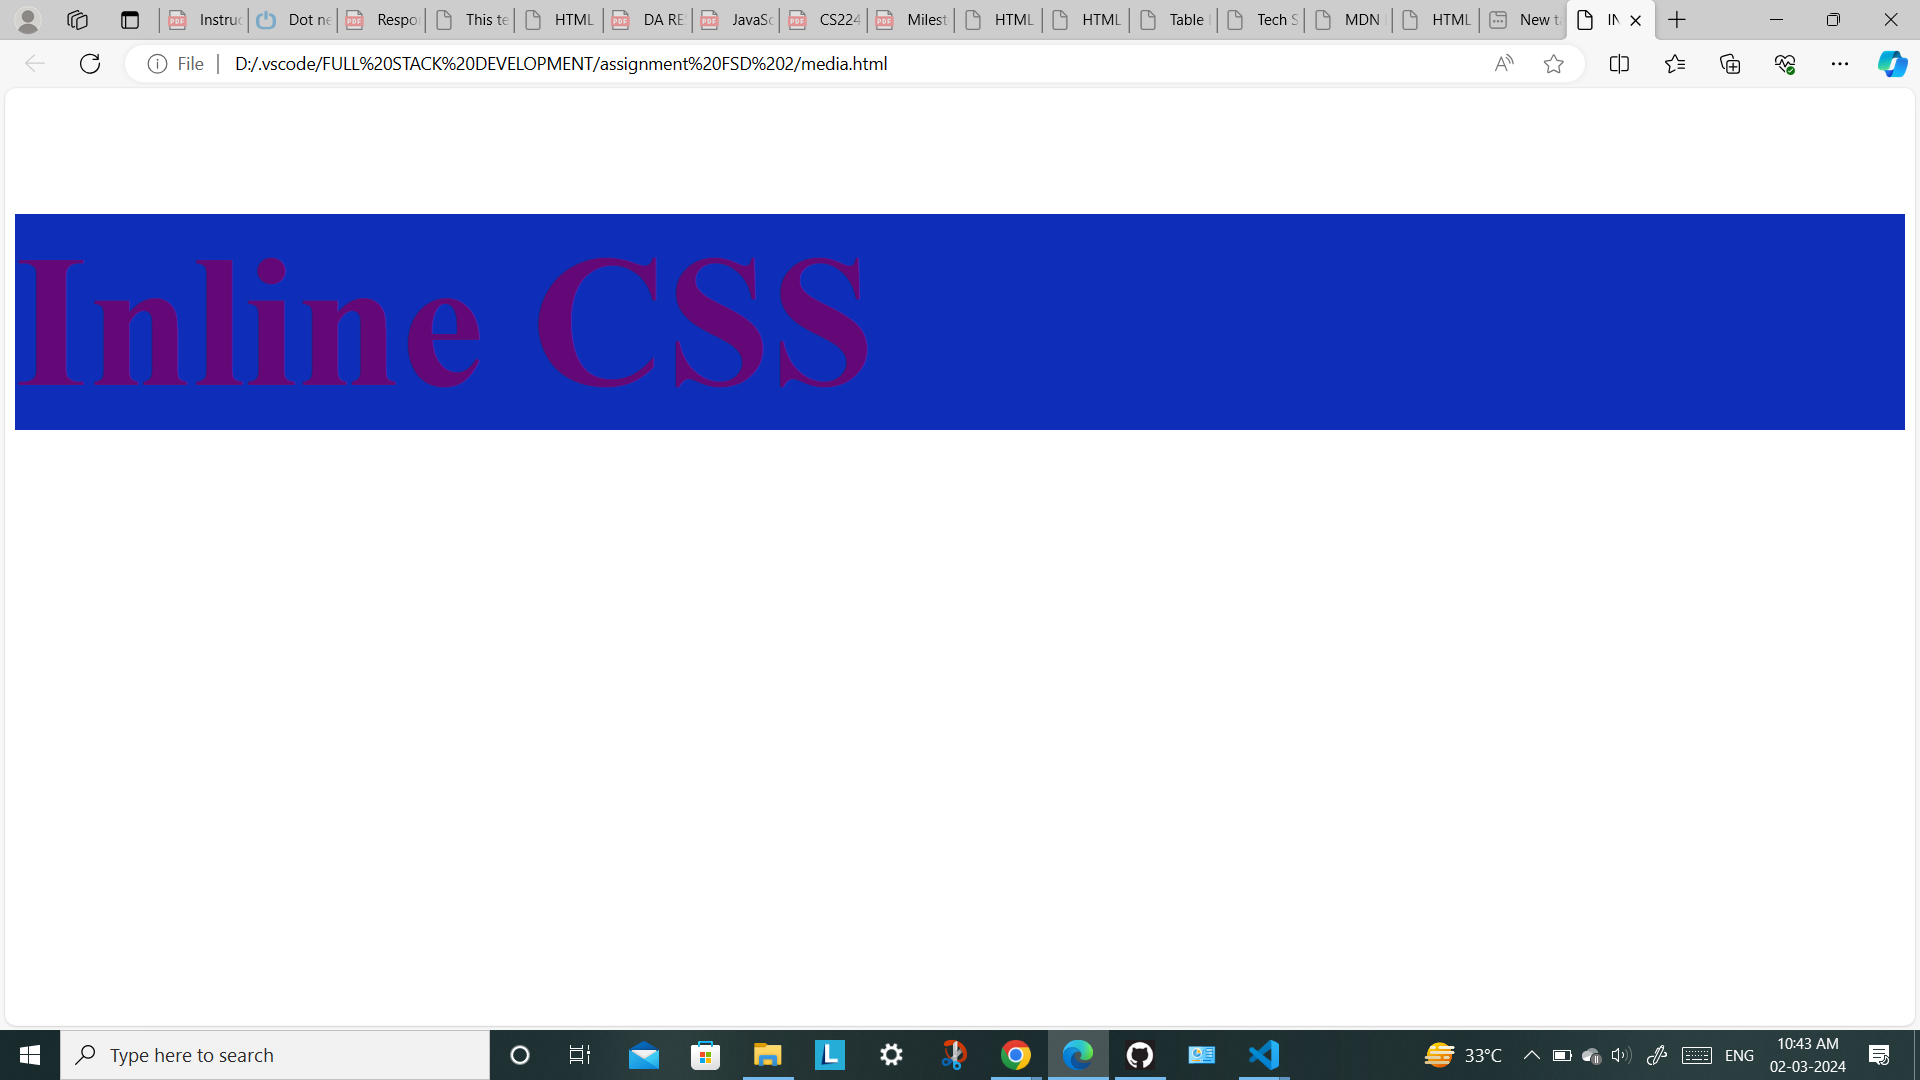 Instruc
Dot ne
Respon
This te
HTML
DA RE
JavaSc
CS224
Milest
HTML
HTML
Table
Tech S
MDN
HTML
New ta
IN
File
D:/.vscode/FULL%20STACK%20DEVELOPMENT/assignment%20FSD%202/media.html
Inline CSS
Type here to search
33°C
ENG
10:43 AM
02-03-2024